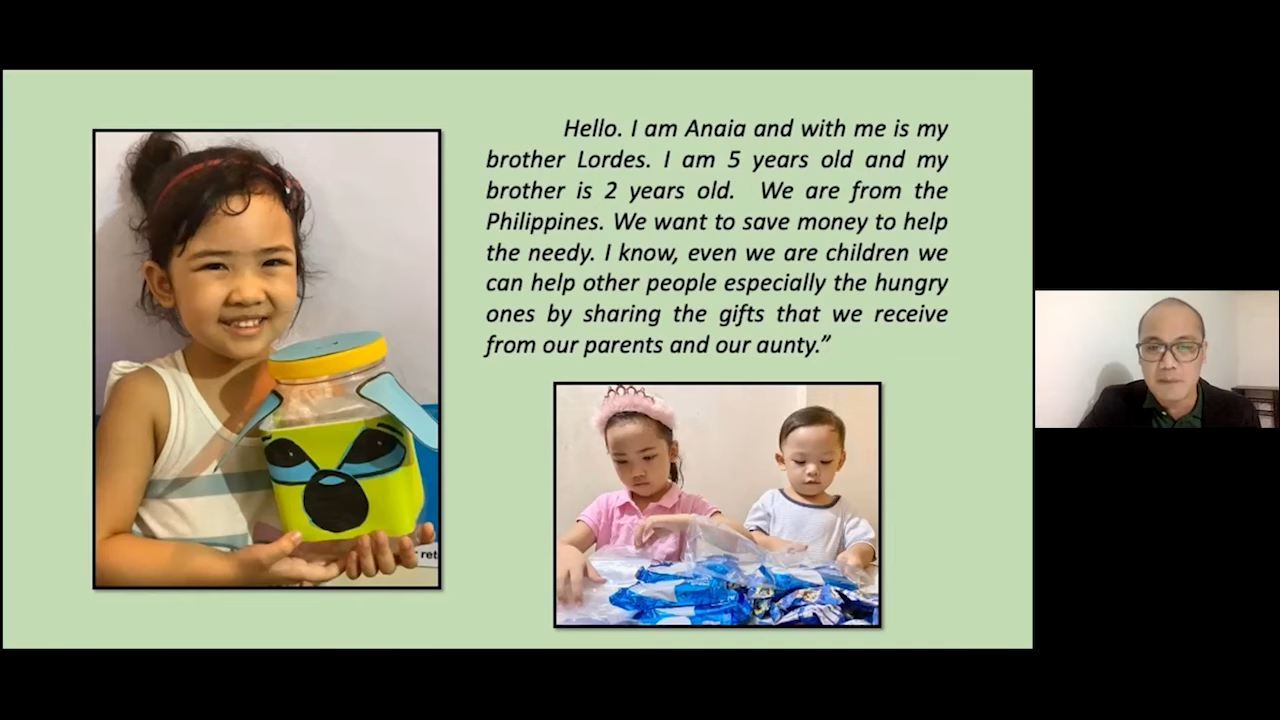 Hello. I am Anaia and with me is my
brother Lordes. I am 5 years old and my
brother is 2 years old. We are from the
Philippines. We want to save money to help
the needy. I know, even we are children we
can help other people especially the hungry
ones by sharing the gifts that we receive
from our parents and our aunty.”
ret